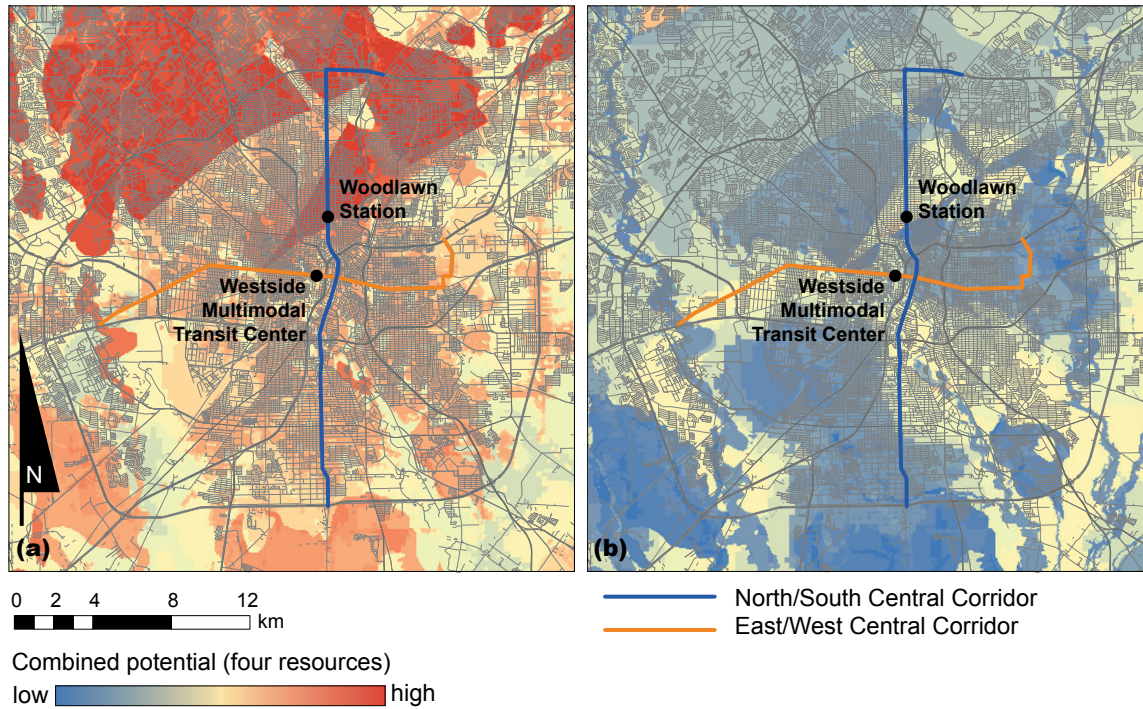 Woodlawn
Station
Westside
Multimodal
Transit Center
N
(a)
Woodlawn
Station
Westside
Multimodal
Transit Center
(b)
0 2 4 8 12
km
North/South Central Corridor
East/West Central Corridor
Combined potential (four resources)
low high